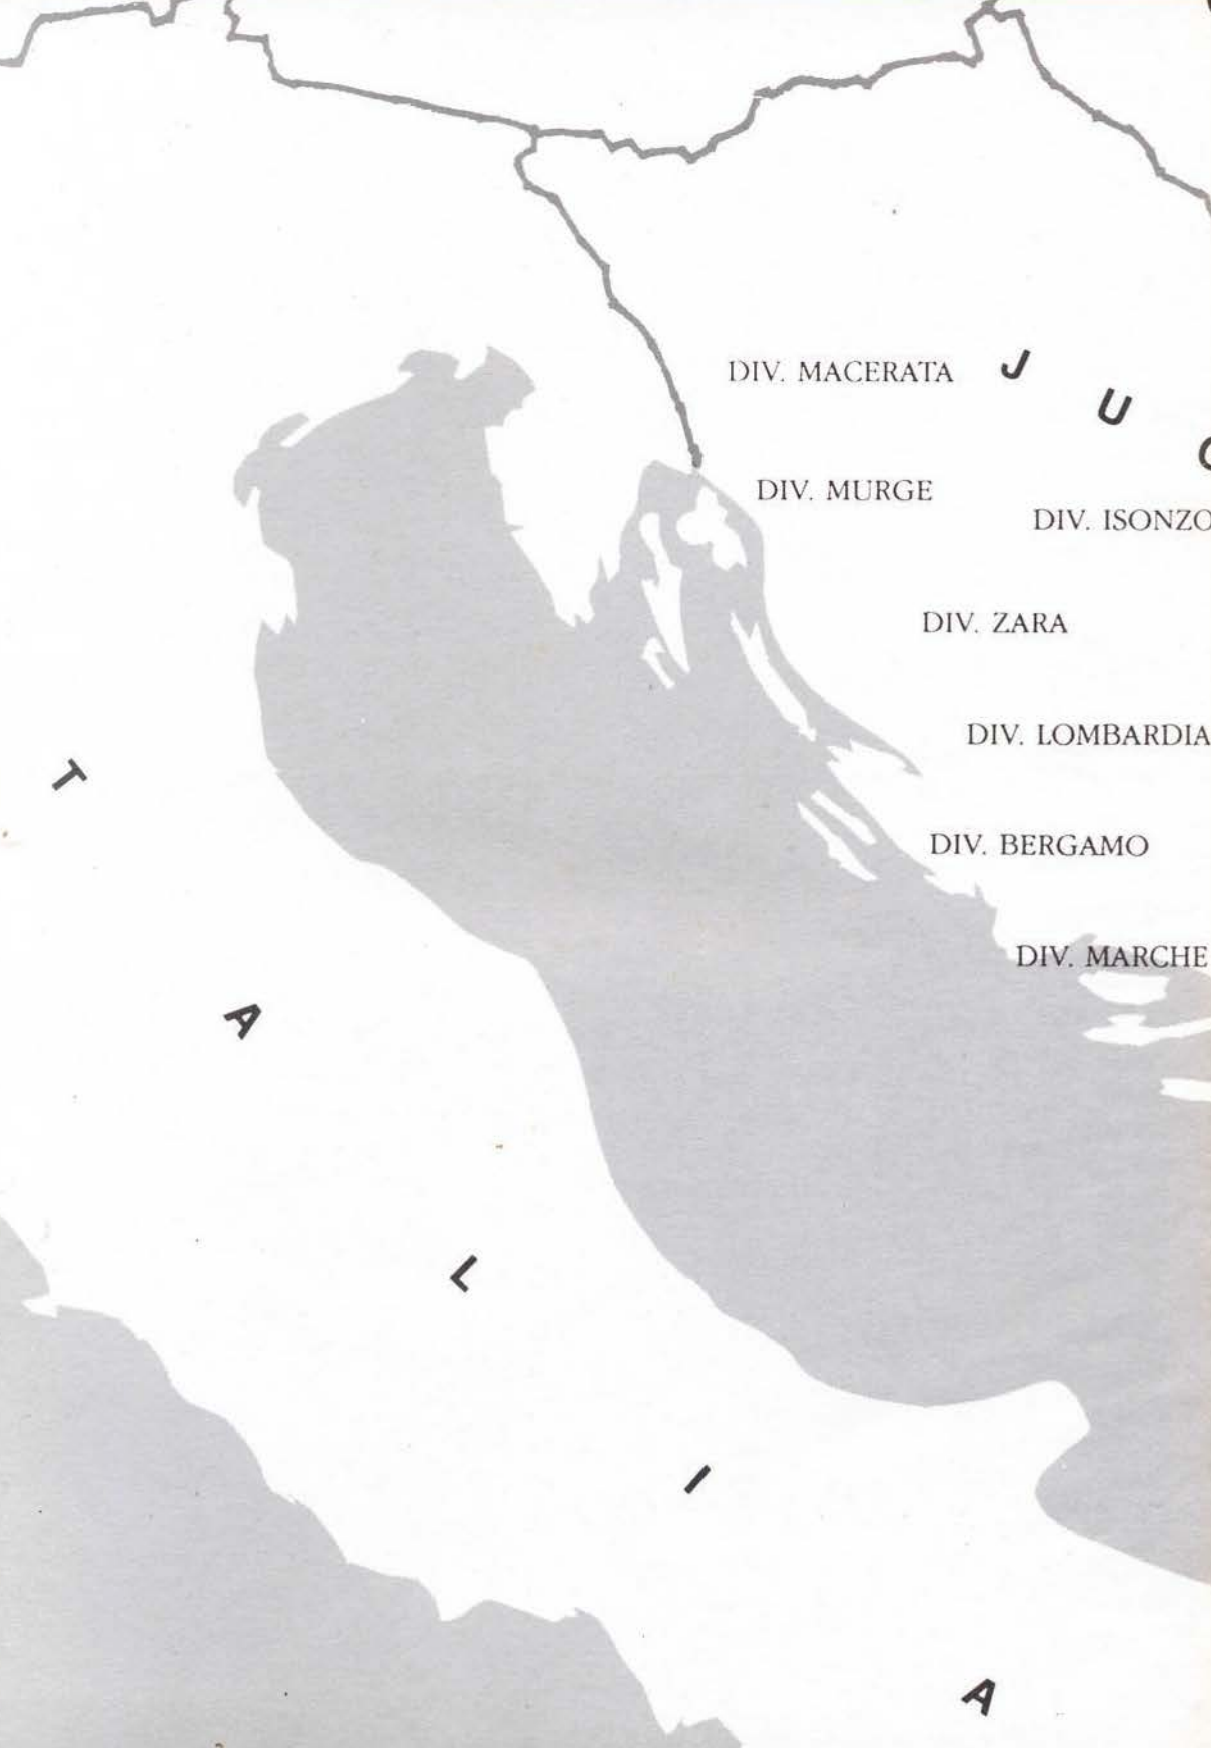 DIV. MACERATA
J U G
DIV. MURGE
DIV. ISONZO
DIV. ZARA
DIV. LOMBARDIA
DIV. BERGAMO
DIV. MARCHE
T A L I A